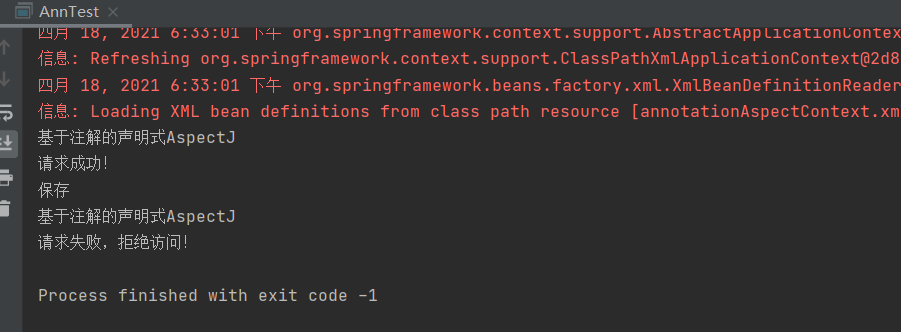 AnnTest
四月 18, 2021 6:33:01 下午 org.springframework.context.support.AbstractApplicationContex
信息: Refreshing org.springframework.context.support.ClassPathXmlApplicationContext@2d8
四月 18, 2021 6:33:01 下午 org.springframework.beans.factory.xml.XmlBeanDefinitionReader
信息: Loading XML bean definitions from class path resource [annotationAspectContext.xm
基于注解的声明式AspectJ
请求成功!
保存
基于注解的声明式AspectJ
请求失败，拒绝访问!
Process finished with exit code -1